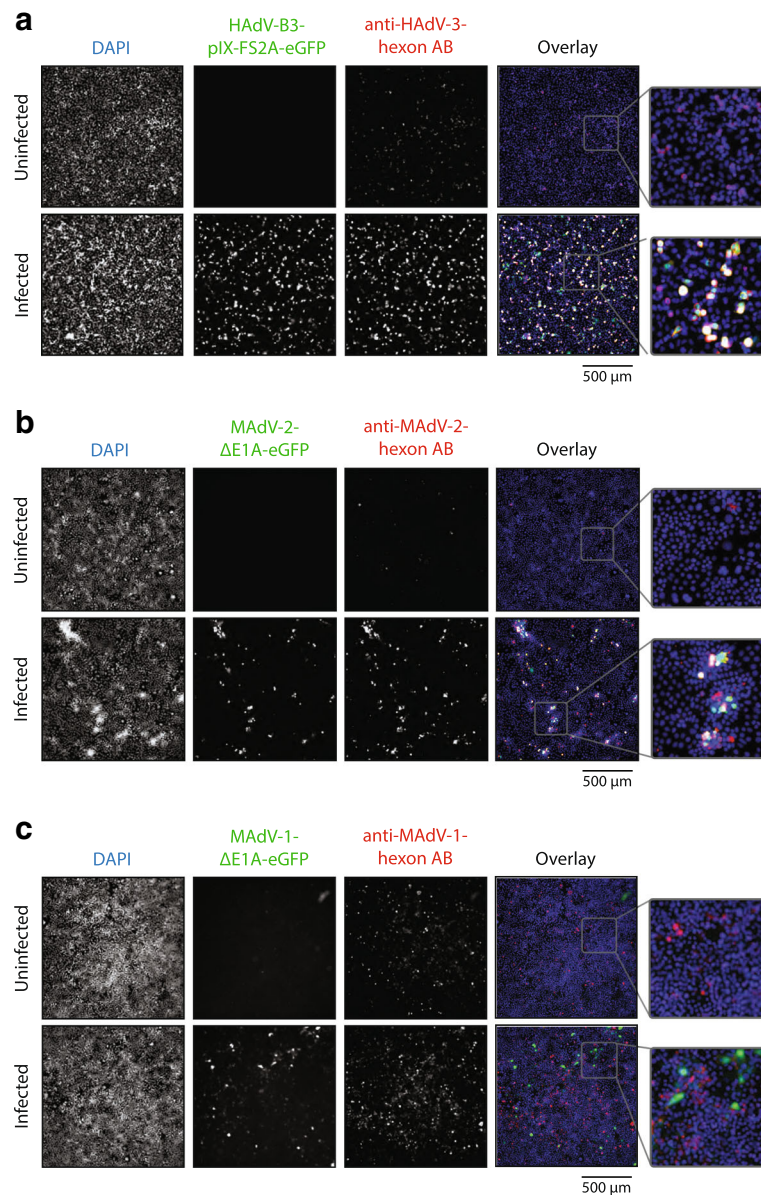 a
DAPI
HAdV-B3-
pIX-FS2A-eGFP
anti-HAdV-3-
hexon AB
Overlay
Uninfected
Infected
500 µm
b
DAPI
MAdV-2-
ΔE1A-eGFP
anti-MAdV-2-
hexon AB
Overlay
Uninfected
Infected
500 µm
c
DAPI
MAdV-1-
ΔE1A-eGFP
anti-MAdV-1-
hexon AB
Overlay
Uninfected
Infected
500 µm